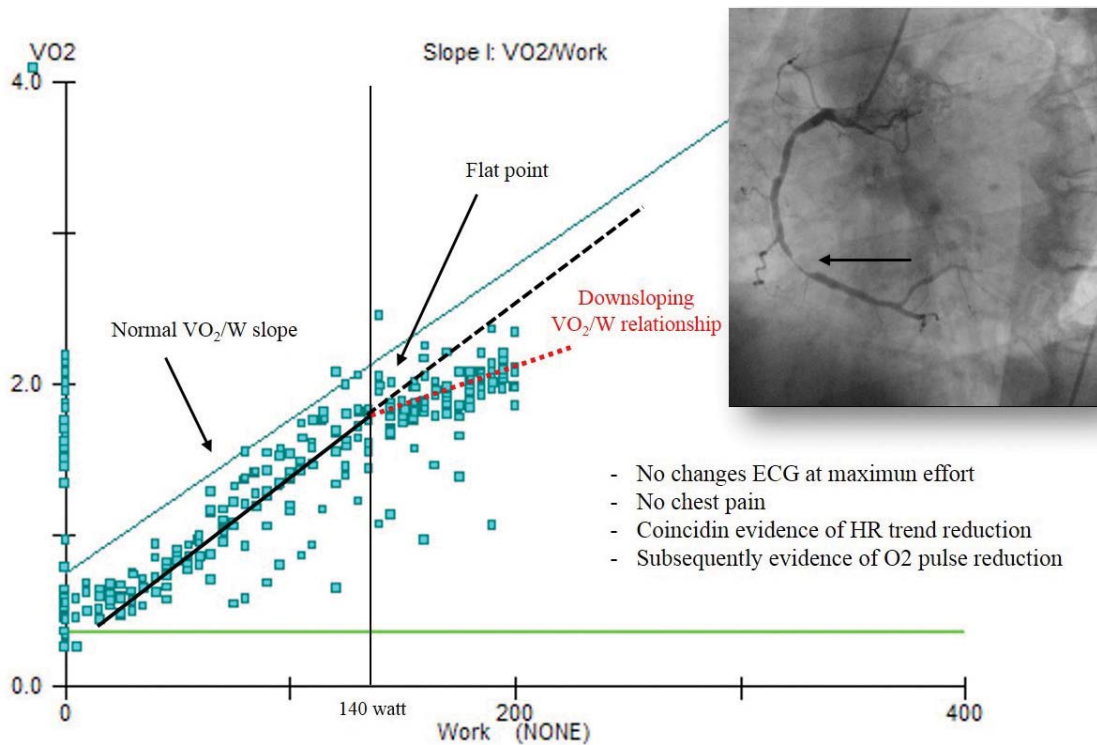 VO2
Slope I: VO2/Work
4.0
Flat point
Downsloping
VO₂/W relationship
Normal VO₂/W slope
2.0
- No changes ECG at maximun effort
- No chest pain
- Coincidin evidence of HR trend reduction
- Subsequently evidence of O2 pulse reduction
0.0
0
140 watt
200
400
Work (NONE)